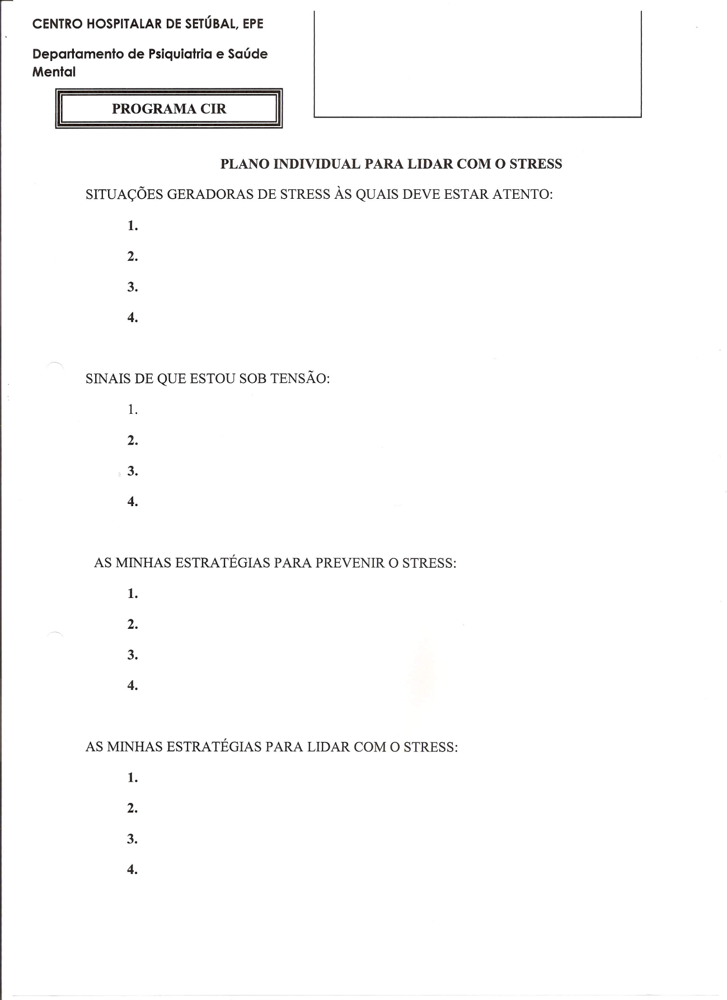 CENTRO HOSPITALAR DE SETÚBAL, EPE
Departamento de Psiquiatria e Saúde
Mental
PROGRAMA CIR
PLANO INDIVIDUAL PARA LIDAR COM O STRESS
SITUAÇÕES GERADORAS DE STRESS ÀS QUAIS DEVE ESTAR ATENTO:
1.
2.
3.
4.
SINAIS DE QUE ESTOU SOB TENSÃO:
1.
2.
3.
4.
AS MINHAS ESTRATÉGIAS PARA PREVENIR O STRESS:
1.
2.
3.
4.
AS MINHAS ESTRATÉGIAS PARA LIDAR COM O STRESS:
1.
2.
3.
4.